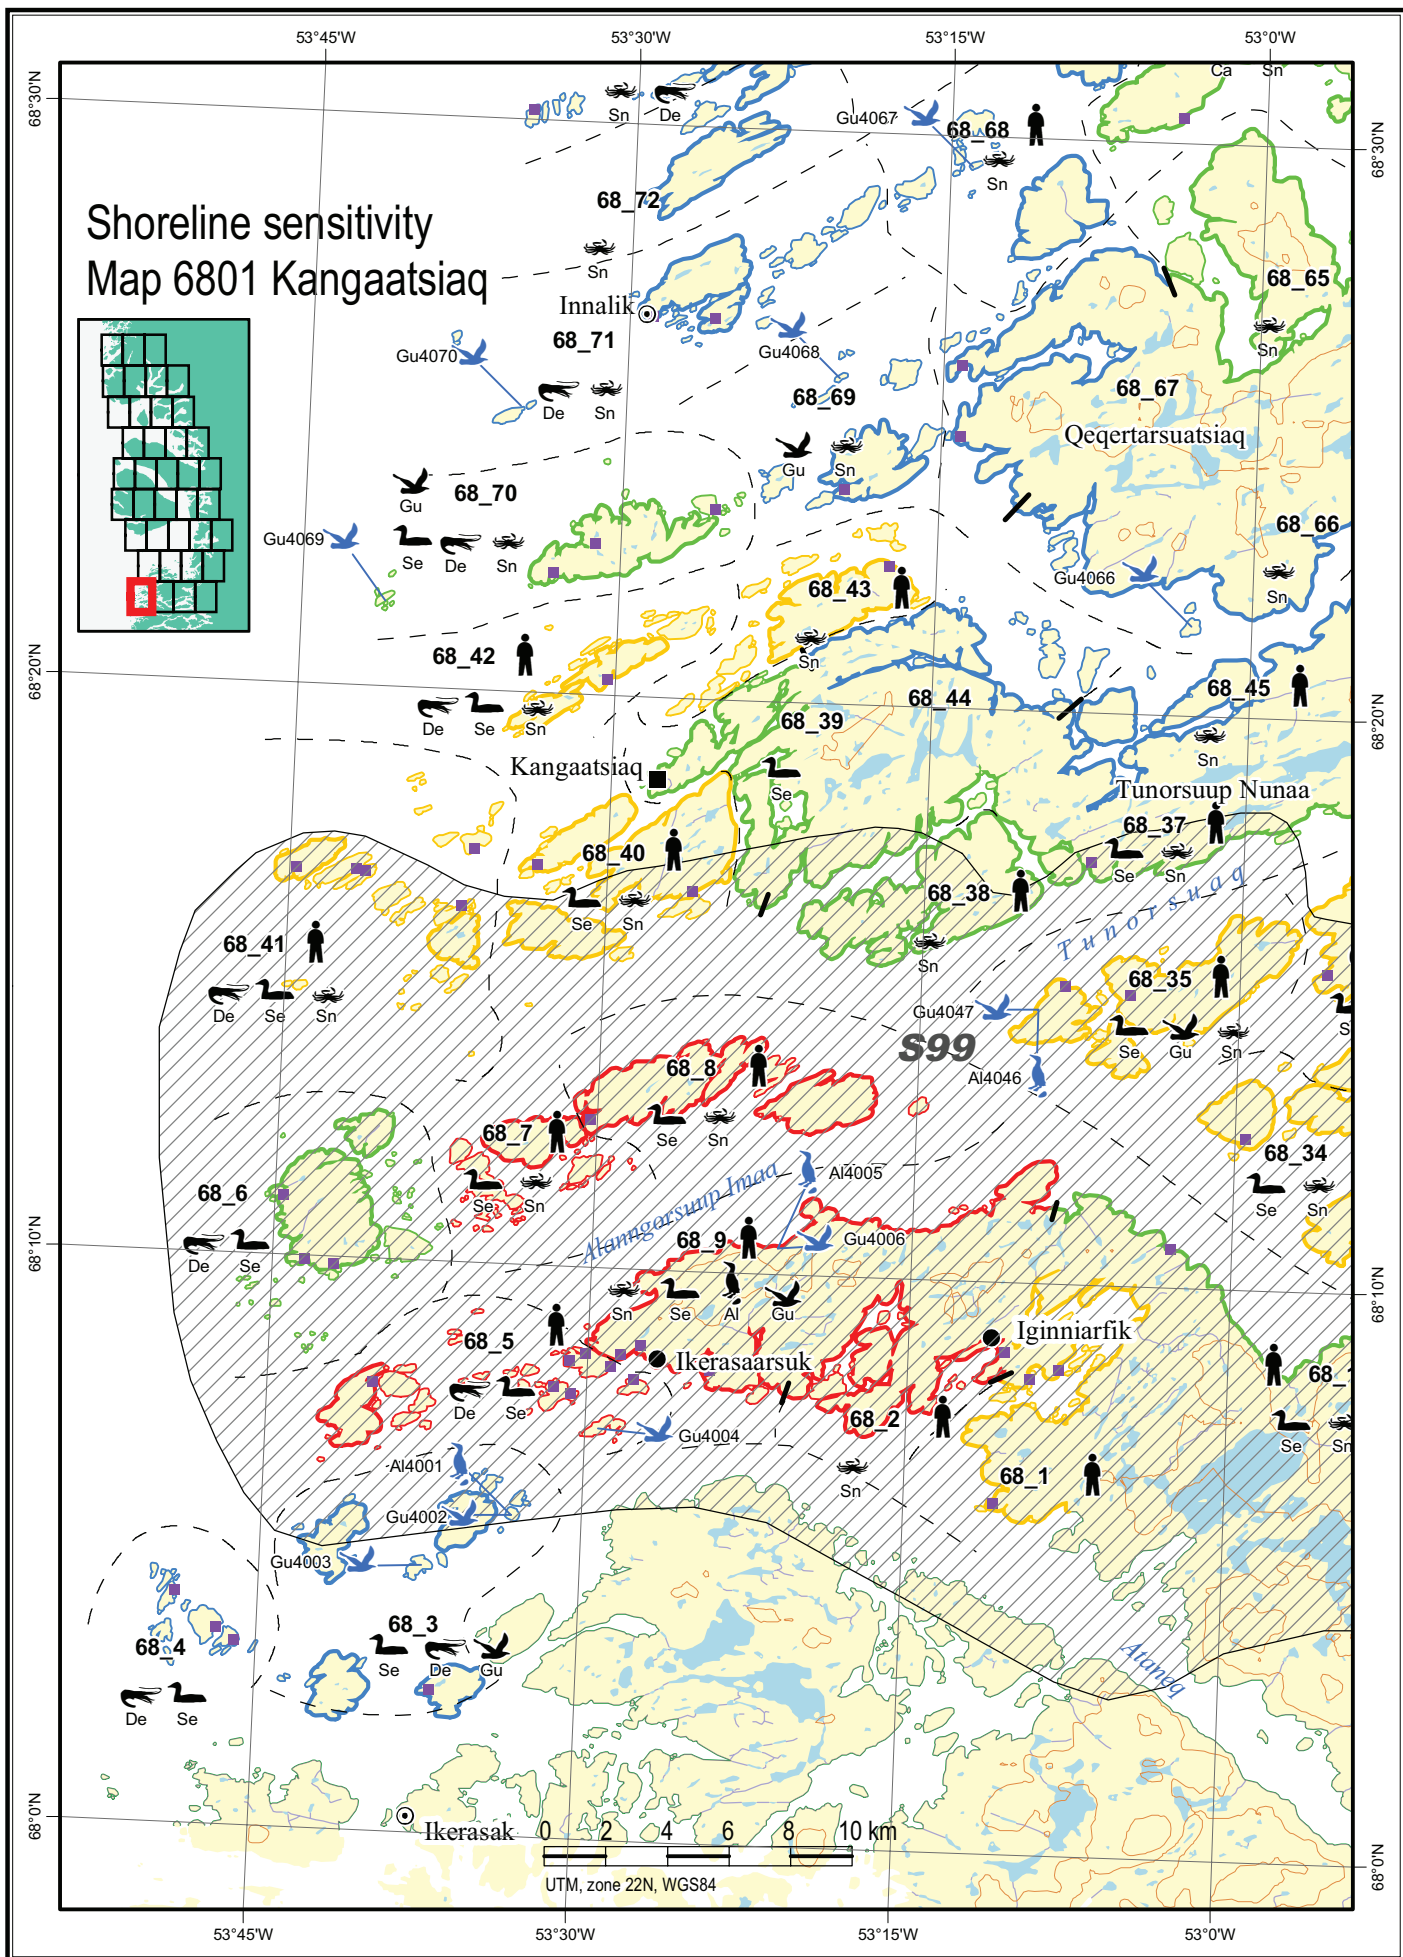 53°45'W
53°30'W
53°15'W
53°0'W
Ca
Sn
68°30'N
68°30'N
Sn
De
Gu4067
68_68
Sn
68_72
Shoreline sensitivity
Map 6801 Kangaatsiaq
Sn
68_65
Sn
Innalik
68_71
Gu4070
Gu4068
De
Sn
68_69
68_67
Qeqertarsuatsiaq
Gu
Sn
68_70
Gu
Gu4069
Se
De
Sn
68_66
Sn
Gu4066
68_43
Sn
68_42
De
Se
Sn
68°20'N
68°20'N
68_44
68_45
Sn
68_39
Se
Kangaatsiaq
Tunorsuup Nunaa
68_37
Se
Sn
68_40
Se
Sn
68_38
Sn
Tunorsuaq
68_41
De
Se
Sn
68_35
Se
Gu
Sn
S
Gu4047
S99
Al4046
68_8
Se
Sn
68_7
Se
Sn
68_34
Se
Sn
Al4005
Alanngorsuup Imaa
68_6
De
Se
68_9
Gu4006
Sn
Se
Al
Gu
68°10'N
68°10'N
Iginniarfik
68_5
De
Se
Ikerasaarsuk
68_1
Se
Sn
68_2
Sn
Gu4004
Al4001
68_1
Gu4002
Gu4003
68_3
Se
De
Gu
68_4
De
Se
Ataneq
68°0'N
68°0'N
Ikerasak
0 2 4 6 8 10 km
UTM, zone 22N, WGS84
53°45'W
53°30'W
53°15'W
53°0'W